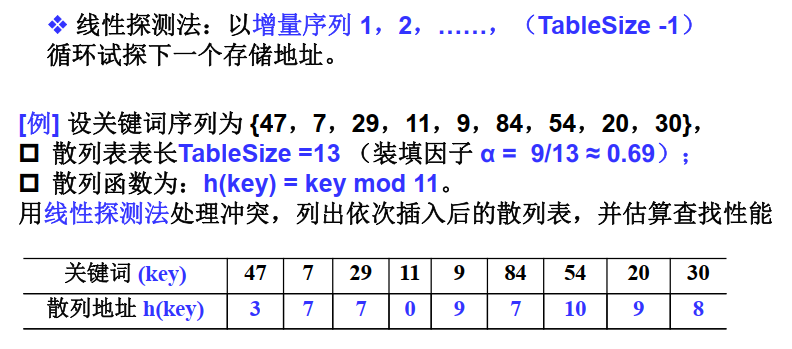 ❖ 线性探测法：以增量序列 1，2，……，（TableSize -1）
循环试探下一个存储地址。
[例] 设关键词序列为 {47，7，29，11，9，84，54，20，30}，
散列表表长TableSize =13 （装填因子 α = 9/13 ≈ 0.69）；
散列函数为：h(key) = key mod 11。
用线性探测法处理冲突，列出依次插入后的散列表，并估算查找性能
关键词 (key) 47 7 29 11 9 84 54 20 30
散列地址 h(key) 3 7 7 0 9 7 10 9 8